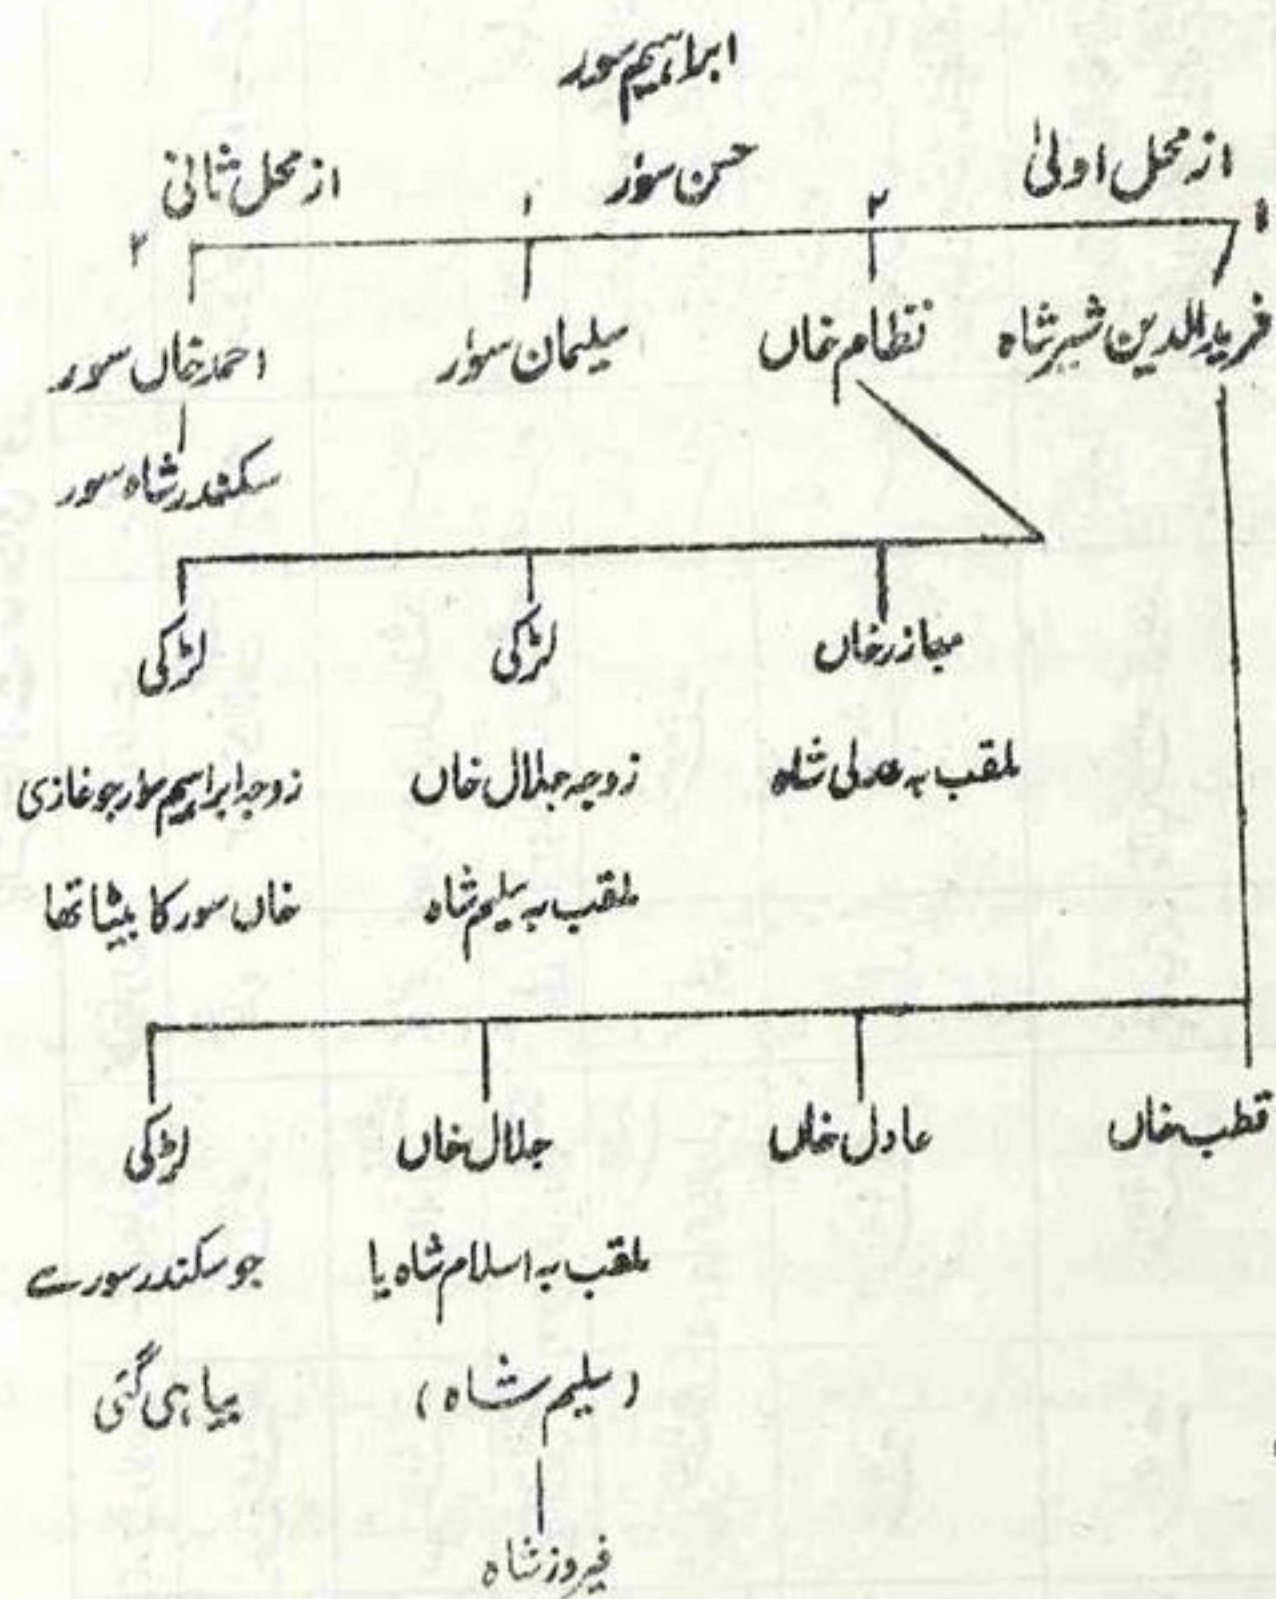 ابراہیم سور
از محل اولیٰ حسن سور از محل ثانی
۱ ۲ ۱ ۲
فرید الدین شیر شاہ نظام خاں سلیمان سور احمد خاں سور
سکندر شاہ سور
مبازر خاں لڑکی لڑکی
ملقب بہ عدلی شاہ زوجہ جلال خاں زوجہ ابراہیم سور جو غازی
ملقب بہ سلیم شاہ خاں سور کا بیٹا تھا
قطب خاں عادل خاں جلال خاں لڑکی
ملقب بہ اسلام شاہ یا جو سکندر سور سے
(سلیم شاہ) بیاہی گئی
فیروز شاہ